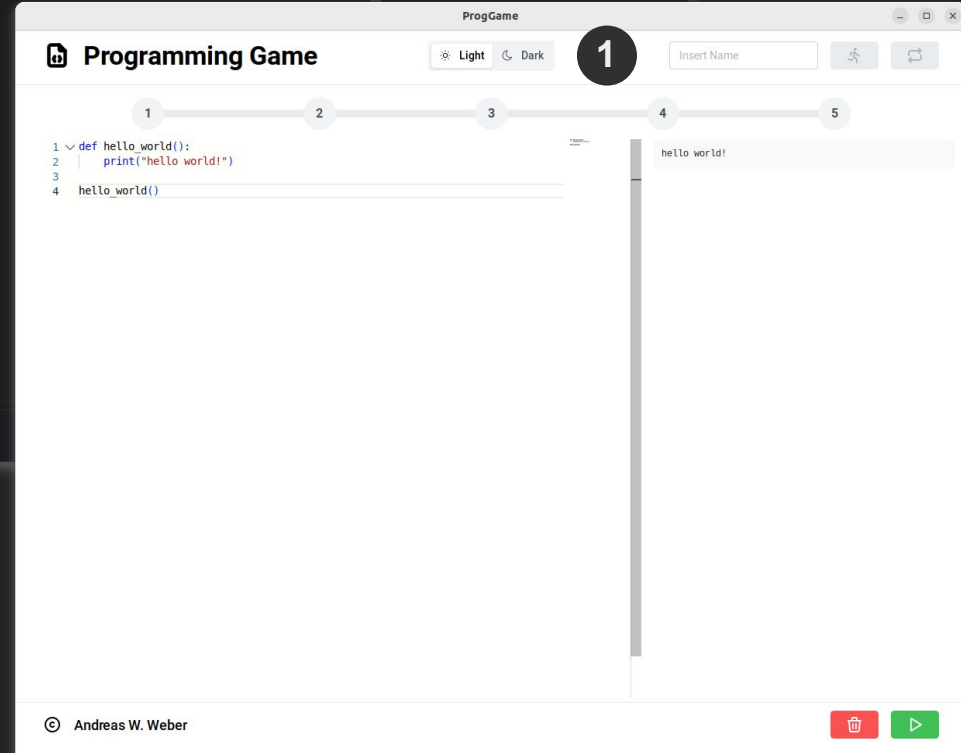 ProgGame
Programming Game
Light Dark
1
Insert Name
1 2 3 4 5
1 def hello_world():
2 print("hello world!")
3
4 hello_world()
hello world!
© Andreas W. Weber